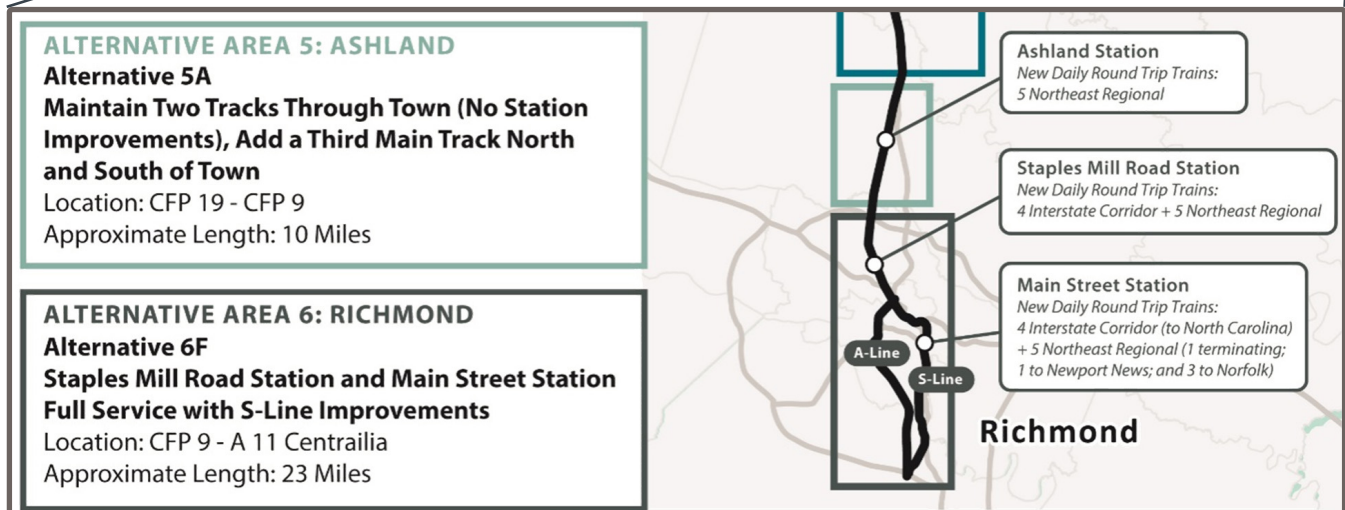 ALTERNATIVE AREA 5: ASHLAND
Alternative 5A
Maintain Two Tracks Through Town (No Station
Improvements), Add a Third Main Track North
and South of Town
Location: CFP 19 - CFP 9
Approximate Length: 10 Miles
ALTERNATIVE AREA 6: RICHMOND
Alternative 6F
Staples Mill Road Station and Main Street Station
Full Service with S-Line Improvements
Location: CFP 9 - A 11 Centrailia
Approximate Length: 23 Miles
Ashland Station
New Daily Round Trip Trains:
5 Northeast Regional
Staples Mill Road Station
New Daily Round Trip Trains:
4 Interstate Corridor + 5 Northeast Regional
Main Street Station
New Daily Round Trip Trains:
4 Interstate Corridor (to North Carolina)
+ 5 Northeast Regional (1 terminating;
1 to Newport News; and 3 to Norfolk)
A-Line
S-Line
Richmond